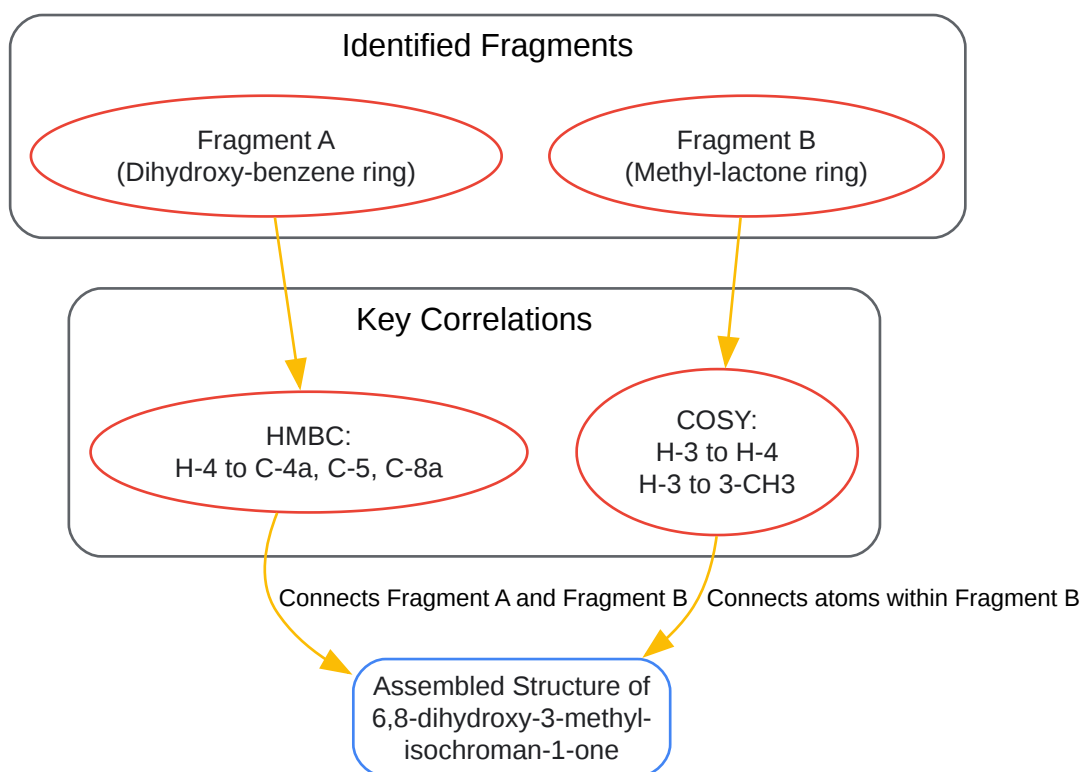 Identified Fragments
Fragment A
(Dihydroxy-benzene ring)
Fragment B
(Methyl-lactone ring)
Key Correlations
HMBC:
H-4 to C-4a, C-5, C-8a
COSY:
H-3 to H-4
H-3 to 3-CH3
Connects Fragment A and Fragment B
Connects atoms within Fragment B
Assembled Structure of
6,8-dihydroxy-3-methyl-
isochroman-1-one